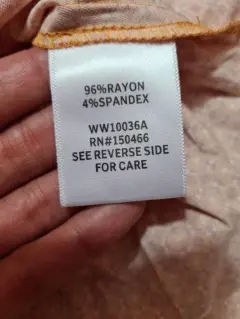 96%RAYON
4%SPANDEX
WW10036A
RN#150466
SEE REVERSE SIDE
FOR CARE